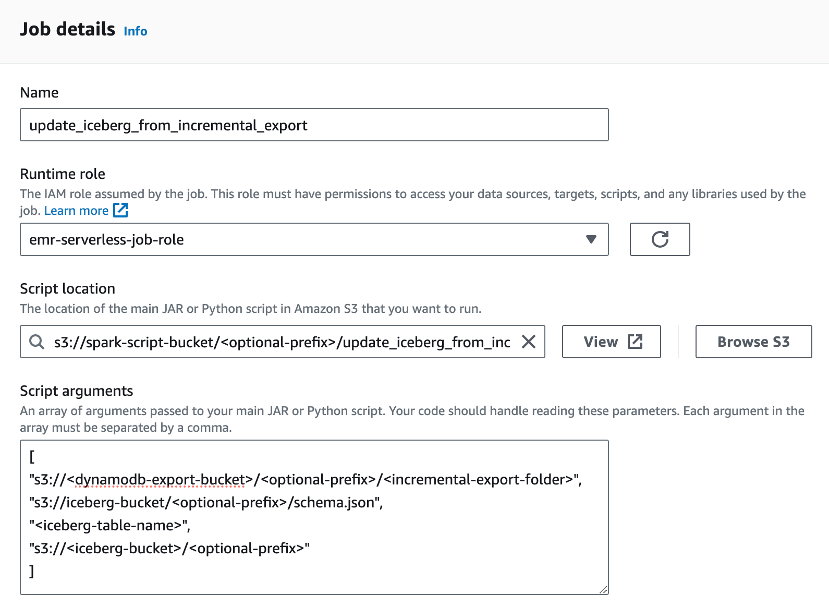 Job details Info
Name
update_iceberg_from_incremental_export
Runtime role
The IAM role assumed by the job. This role must have permissions to access your data sources, targets, scripts, and any libraries used by the
job. Learn more
emr-serverless-job-role
Script location
The location of the main JAR or Python script in Amazon S3 that you want to run.
s3://spark-script-bucket/<optional-prefix>/update_iceberg_from_inc
View
Browse S3
Script arguments
An array of arguments passed to your main JAR or Python script. Your code should handle reading these parameters. Each argument in the
array must be separated by a comma.
[
"s3://<dynamodb-export-bucket>/<optional-prefix>/<incremental-export-folder>",
"s3://iceberg-bucket/<optional-prefix>/schema.json",
"<iceberg-table-name>",
"s3://<iceberg-bucket>/<optional-prefix>"
]